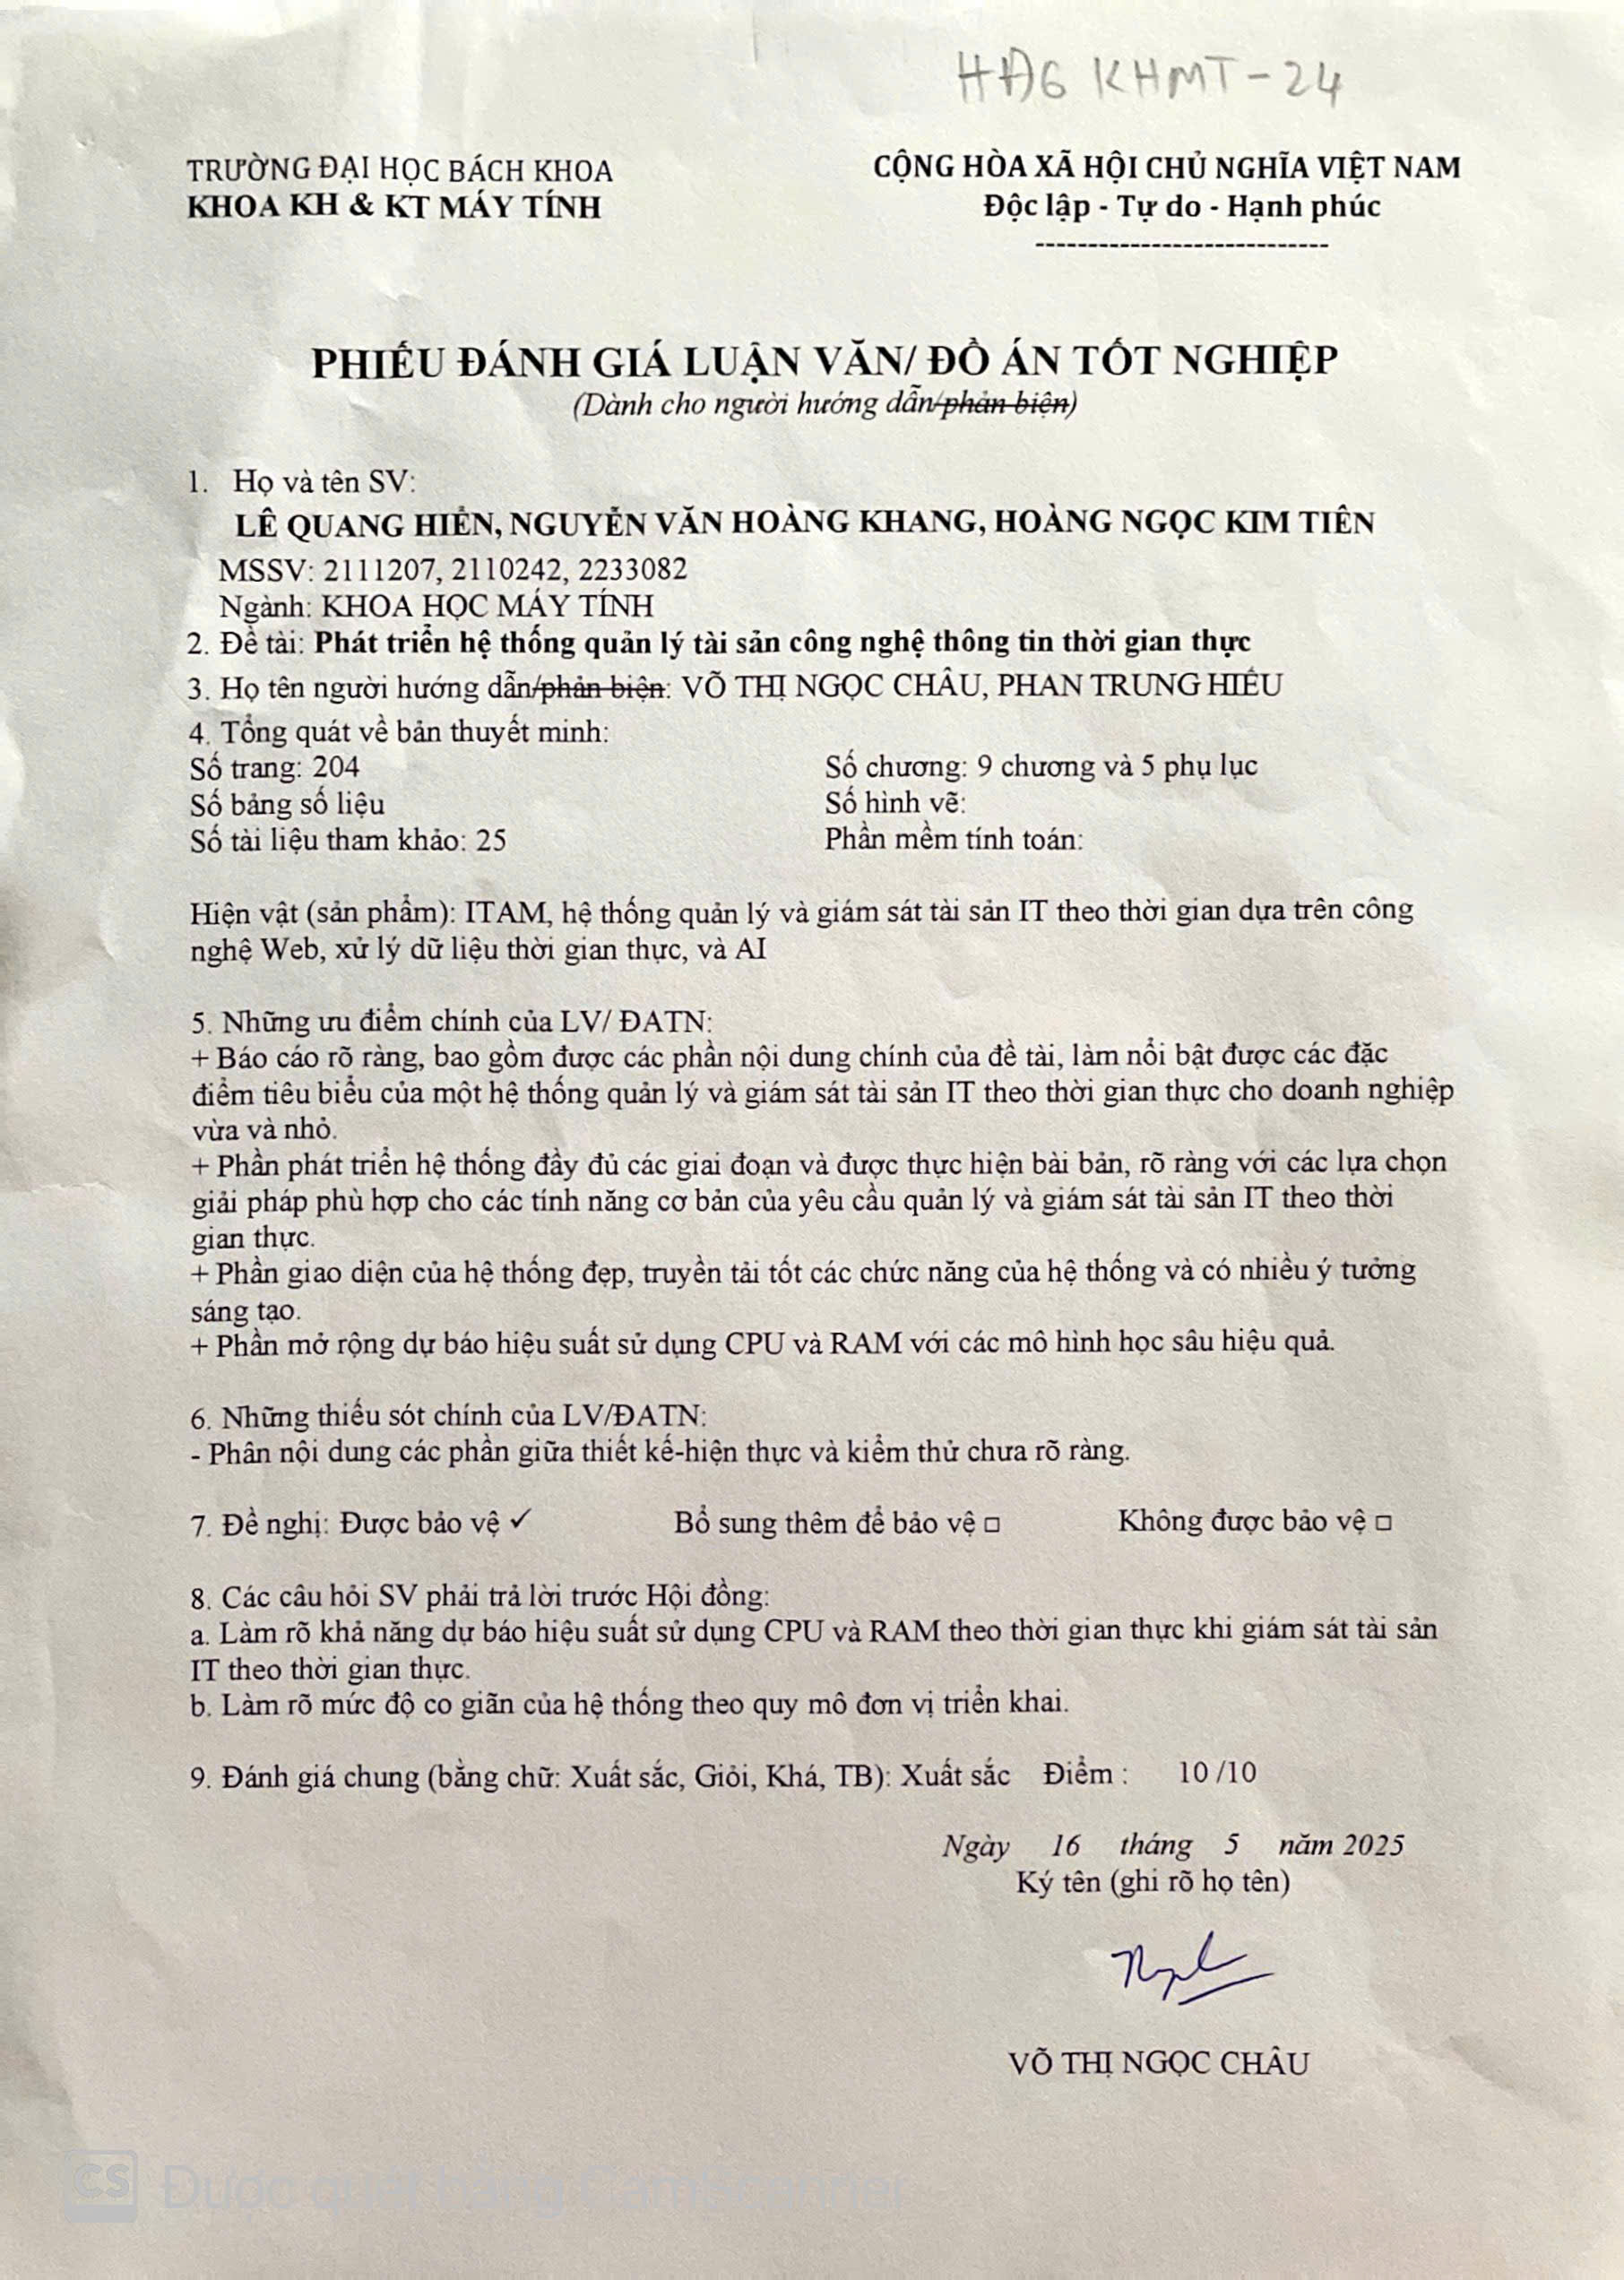 HĐ6 KHMT-24
TRƯỜNG ĐẠI HỌC BÁCH KHOA
KHOA KH & KT MÁY TÍNH
CỘNG HÒA XÃ HỘI CHỦ NGHĨA VIỆT NAM
Độc lập - Tự do - Hạnh phúc
----------------------------
PHIẾU ĐÁNH GIÁ LUẬN VĂN/ ĐỒ ÁN TỐT NGHIỆP
(Dành cho người hướng dẫn/phản biện)
1. Họ và tên SV:
LÊ QUANG HIỂN, NGUYỄN VĂN HOÀNG KHANG, HOÀNG NGỌC KIM TIÊN
MSSV: 2111207, 2110242, 2233082
Ngành: KHOA HỌC MÁY TÍNH
2. Đề tài: Phát triển hệ thống quản lý tài sản công nghệ thông tin thời gian thực
3. Họ tên người hướng dẫn/phản biện: VÕ THỊ NGỌC CHÂU, PHAN TRUNG HIẾU
4. Tổng quát về bản thuyết minh:
Số trang: 204
Số chương: 9 chương và 5 phụ lục
Số bảng số liệu
Số hình vẽ:
Số tài liệu tham khảo: 25
Phần mềm tính toán:
Hiện vật (sản phẩm): ITAM, hệ thống quản lý và giám sát tài sản IT theo thời gian dựa trên công
nghệ Web, xử lý dữ liệu thời gian thực, và AI
5. Những ưu điểm chính của LV/ ĐATN:
+ Báo cáo rõ ràng, bao gồm được các phần nội dung chính của đề tài, làm nổi bật được các đặc
điểm tiêu biểu của một hệ thống quản lý và giám sát tài sản IT theo thời gian thực cho doanh nghiệp
vừa và nhỏ.
+ Phần phát triển hệ thống đầy đủ các giai đoạn và được thực hiện bài bản, rõ ràng với các lựa chọn
giải pháp phù hợp cho các tính năng cơ bản của yêu cầu quản lý và giám sát tài sản IT theo thời
gian thực.
+ Phần giao diện của hệ thống đẹp, truyền tải tốt các chức năng của hệ thống và có nhiều ý tưởng
sáng tạo.
+ Phần mở rộng dự báo hiệu suất sử dụng CPU và RAM với các mô hình học sâu hiệu quả.
6. Những thiếu sót chính của LV/ĐATN:
- Phân nội dung các phần giữa thiết kế-hiện thực và kiểm thử chưa rõ ràng.
7. Đề nghị: Được bảo vệ ✓ Bổ sung thêm để bảo vệ □ Không được bảo vệ □
8. Các câu hỏi SV phải trả lời trước Hội đồng:
a. Làm rõ khả năng dự báo hiệu suất sử dụng CPU và RAM theo thời gian thực khi giám sát tài sản
IT theo thời gian thực.
b. Làm rõ mức độ co giãn của hệ thống theo quy mô đơn vị triển khai.
9. Đánh giá chung (bằng chữ: Xuất sắc, Giỏi, Khá, TB): Xuất sắc Điểm : 10 /10
Ngày 16 tháng 5 năm 2025
Ký tên (ghi rõ họ tên)
VÕ THỊ NGỌC CHÂU
CS Được quét bằng CamScanner